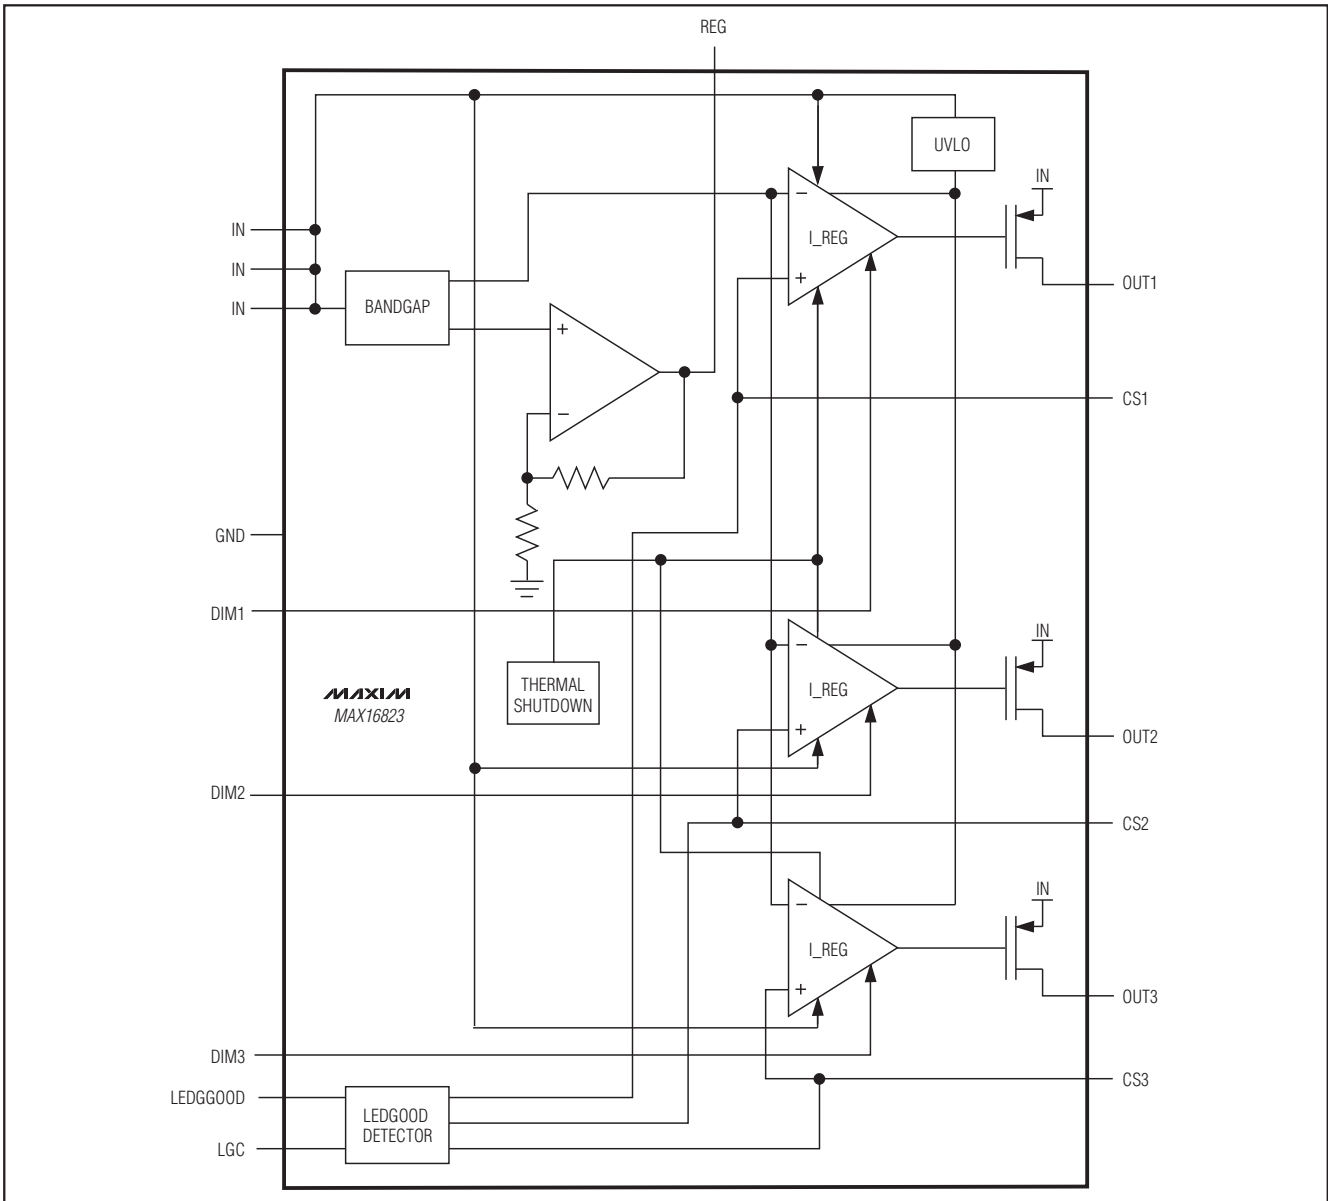 REG
UVLO
IN
−
I_REG
+
OUT1
IN
IN
IN
BANDGAP
+
−
CS1
GND
DIM1
IN
−
I_REG
+
OUT2
THERMAL
SHUTDOWN
MAXIM
MAX16823
DIM2
CS2
IN
−
I_REG
+
OUT3
DIM3
CS3
LEDGGOOD
LGC
LEDGOOD
DETECTOR